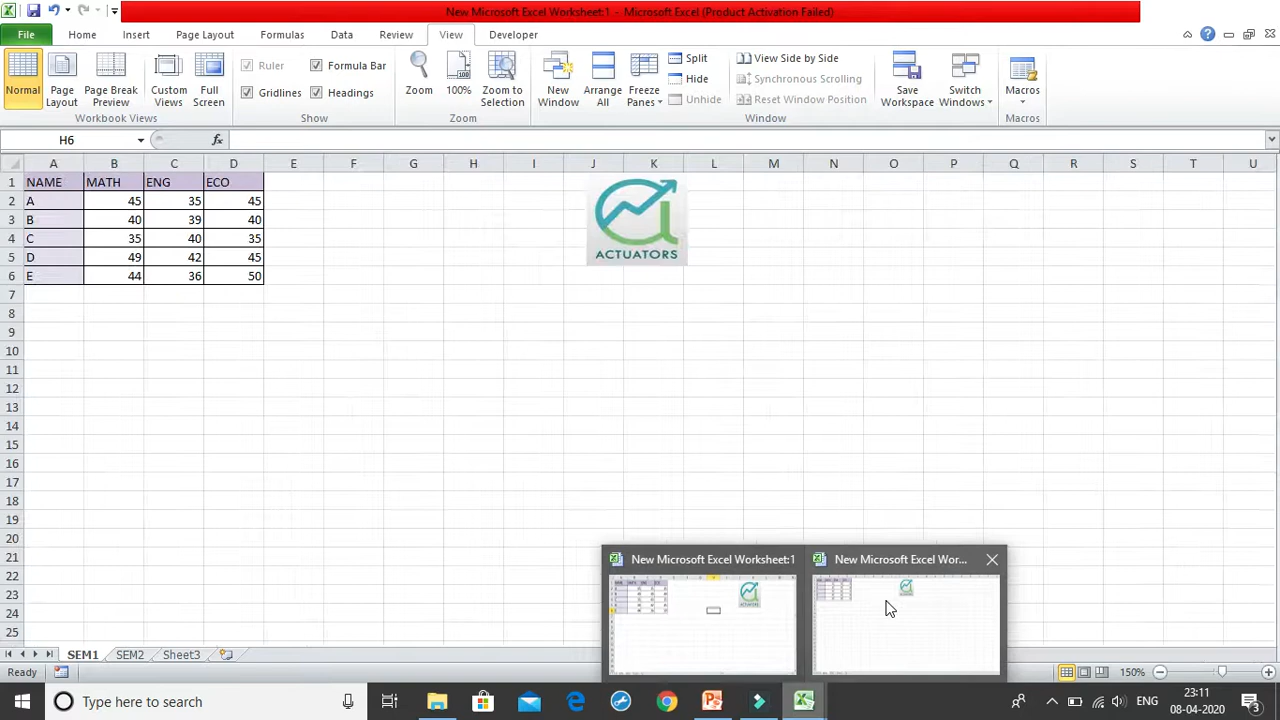 New Microsoft Excel Worksheet:1 - Microsoft Excel (Product Activation Failed)
File Home Insert Page Layout Formulas Data Review View Developer
Normal Page Layout Page Break Preview Custom Views Full Screen
Ruler Formula Bar
Gridlines Headings
Zoom 100% Zoom to Selection
New Window Arrange All Freeze Panes
Split
Hide
Unhide
View Side by Side
Synchronous Scrolling
Reset Window Position
Save Workspace Switch Windows
Macros
Workbook Views Show Zoom Window Macros
H6 fx
A B C D E F G H I J K L M N O P Q R S T U
1 NAME MATH ENG ECO
2 A 45 35 45
3 B 40 39 40
4 C 35 40 35
5 D 49 42 45
6 E 44 36 50
ACTUATORS
7
8
9
10
11
12
13
14
15
16
17
18
19
20
21
22
23
24
25
New Microsoft Excel Worksheet:1 New Microsoft Excel Wor...
SEM1 SEM2 Sheet3
Ready 150%
Type here to search
ENG
23:11
08-04-2020
3